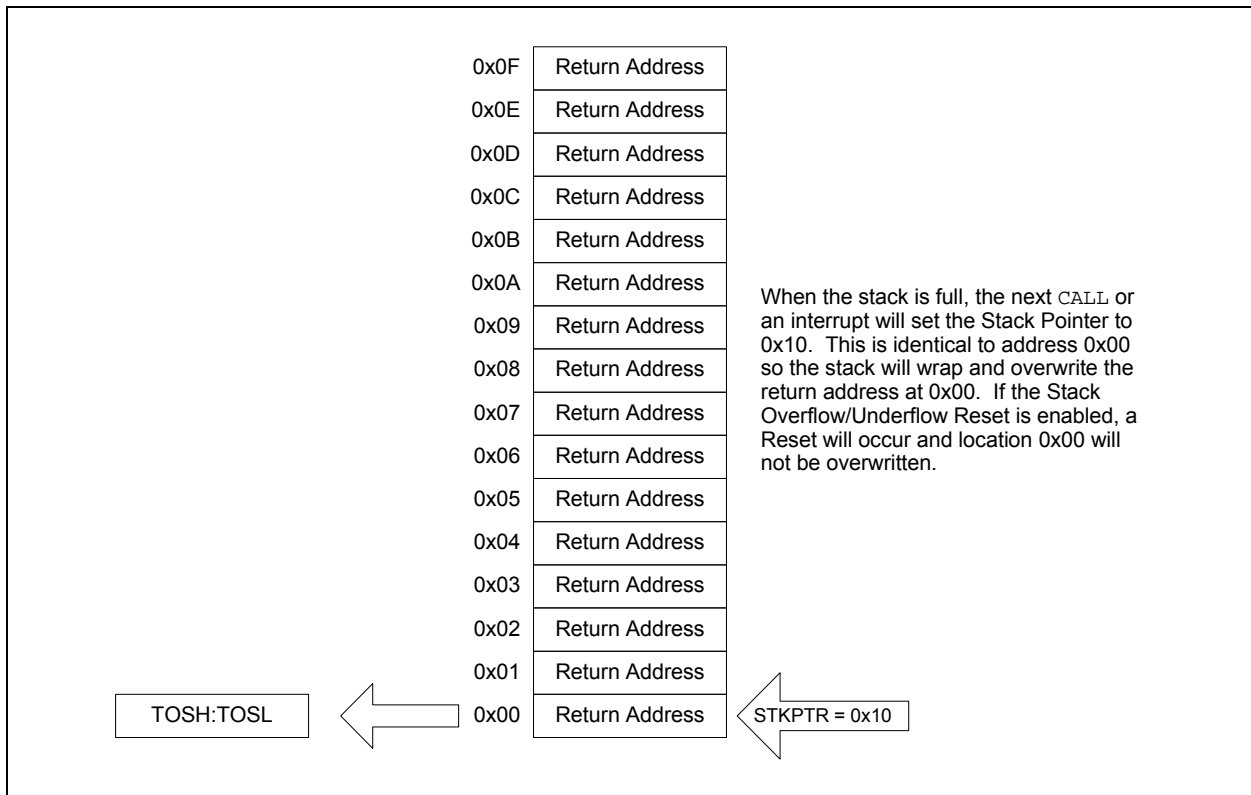 0x0F Return Address
0x0E Return Address
0x0D Return Address
0x0C Return Address
0x0B Return Address
0x0A Return Address
0x09 Return Address
0x08 Return Address
0x07 Return Address
0x06 Return Address
0x05 Return Address
0x04 Return Address
0x03 Return Address
0x02 Return Address
0x01 Return Address
TOSH:TOSL 0x00 Return Address STKPTR = 0x10
When the stack is full, the next CALL or
an interrupt will set the Stack Pointer to
0x10. This is identical to address 0x00
so the stack will wrap and overwrite the
return address at 0x00. If the Stack
Overflow/Underflow Reset is enabled, a
Reset will occur and location 0x00 will
not be overwritten.